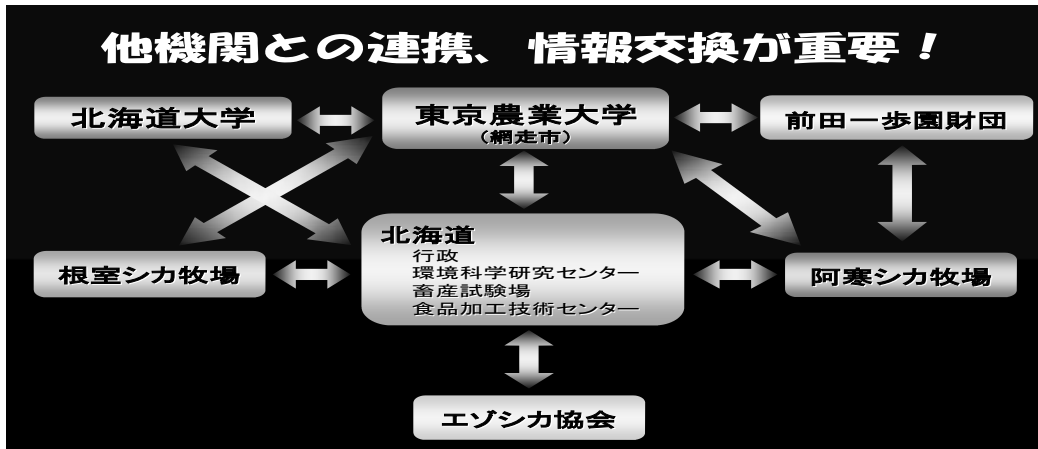 他機関との連携、情報交換が重要！
北海道大学
東京農業大学
（網走市）
前田一歩園財団
北海道
行政
環境科学研究センター
畜産試験場
食品加工技術センター
根室シカ牧場
阿寒シカ牧場
エゾシカ協会